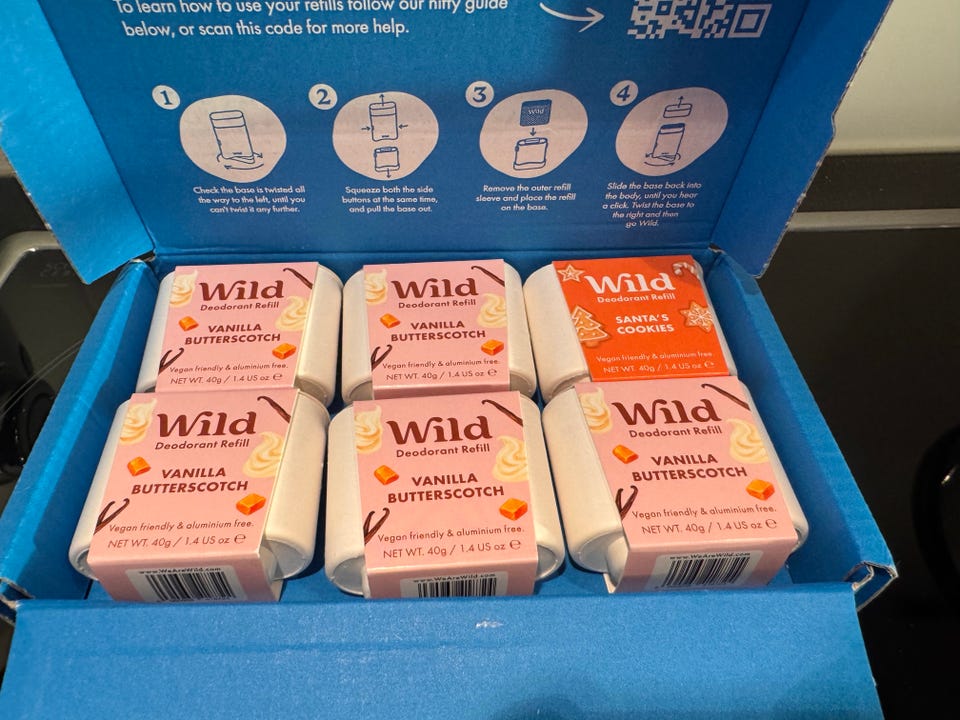 To learn how to use your refills follow our nifty guide
below, or scan this code for more help.
1
Check the base is twisted all
the way to the left, until you
can't twist it any further.
2
Squeeze both the side
buttons at the same time,
and pull the base out.
3
Wild
Remove the outer refill
sleeve and place the refill
on the base.
4
Slide the base back into
the body, until you hear
a click. Twist the base to
the right and then
go Wild.
Wild
Deodorant Refill
VANILLA
BUTTERSCOTCH
Vegan friendly & aluminium free.
NET WT. 40g / 1.4 US oz ℮
Wild
Deodorant Refill
VANILLA
BUTTERSCOTCH
Vegan friendly & aluminium free.
NET WT. 40g / 1.4 US oz ℮
Wild
Deodorant Refill
SANTA'S
COOKIES
Vegan friendly & aluminium free.
NET WT. 40g / 1.4 US oz ℮
Wild
Deodorant Refill
VANILLA
BUTTERSCOTCH
Vegan friendly & aluminium free.
NET WT. 40g / 1.4 US oz ℮
www.WeAreWild.com
Wild
Deodorant Refill
VANILLA
BUTTERSCOTCH
Vegan friendly & aluminium free.
NET WT. 40g / 1.4 US oz ℮
www.WeAreWild.com
Wild
Deodorant Refill
VANILLA
BUTTERSCOTCH
Vegan friendly & aluminium free.
NET WT. 40g / 1.4 US oz ℮
www.WeAreWild.com